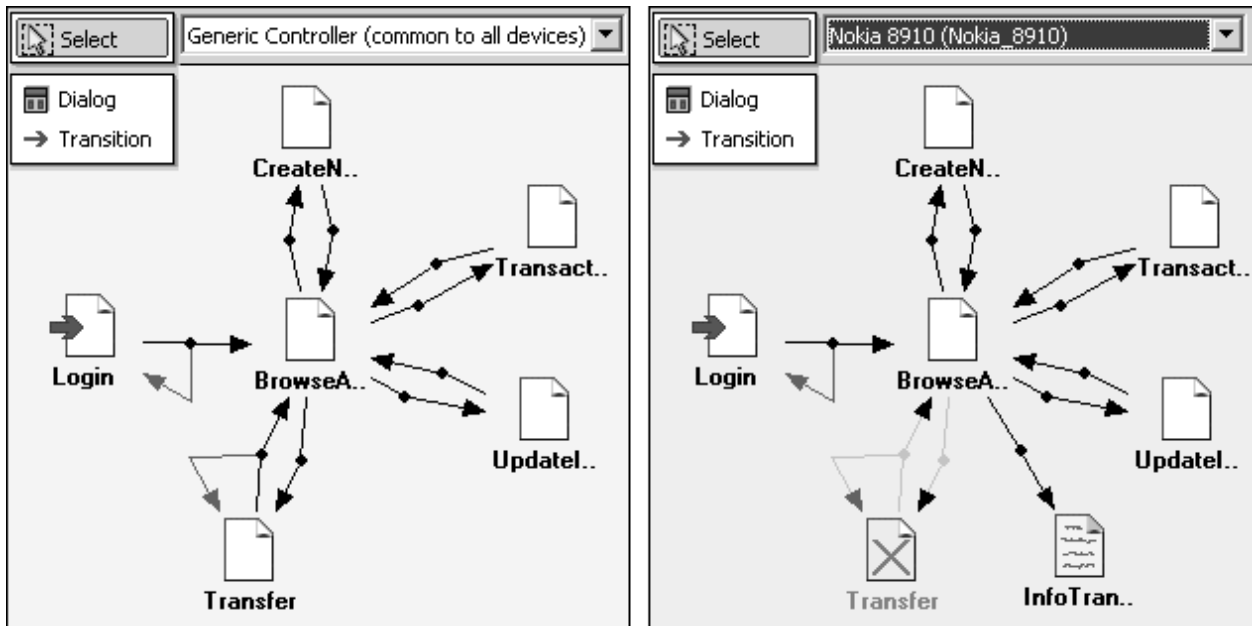 Select
Generic Controller (common to all devices)
Dialog
Transition
CreateN..
Transact..
Login
BrowseA..
UpdateI..
Transfer
Select
Nokia 8910 (Nokia_8910)
Dialog
Transition
CreateN..
Transact..
Login
BrowseA..
UpdateI..
Transfer
InfoTran..